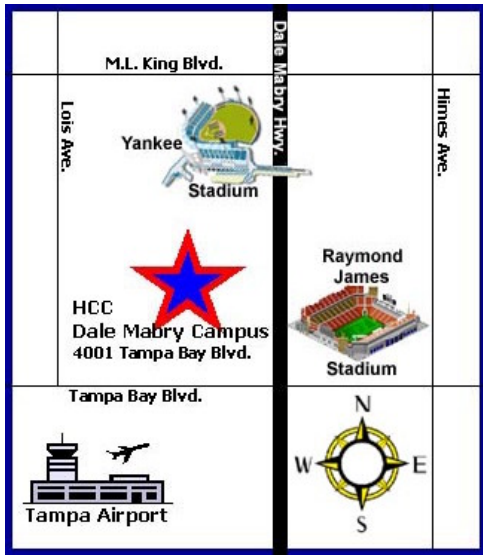 M.L. King Blvd.
Dale Mabry Hwy.
Lois Ave.
Himes Ave.
Yankee
Stadium
Raymond
James
Stadium
HCC
Dale Mabry Campus
4001 Tampa Bay Blvd.
Tampa Bay Blvd.
N
W E
S
Tampa Airport